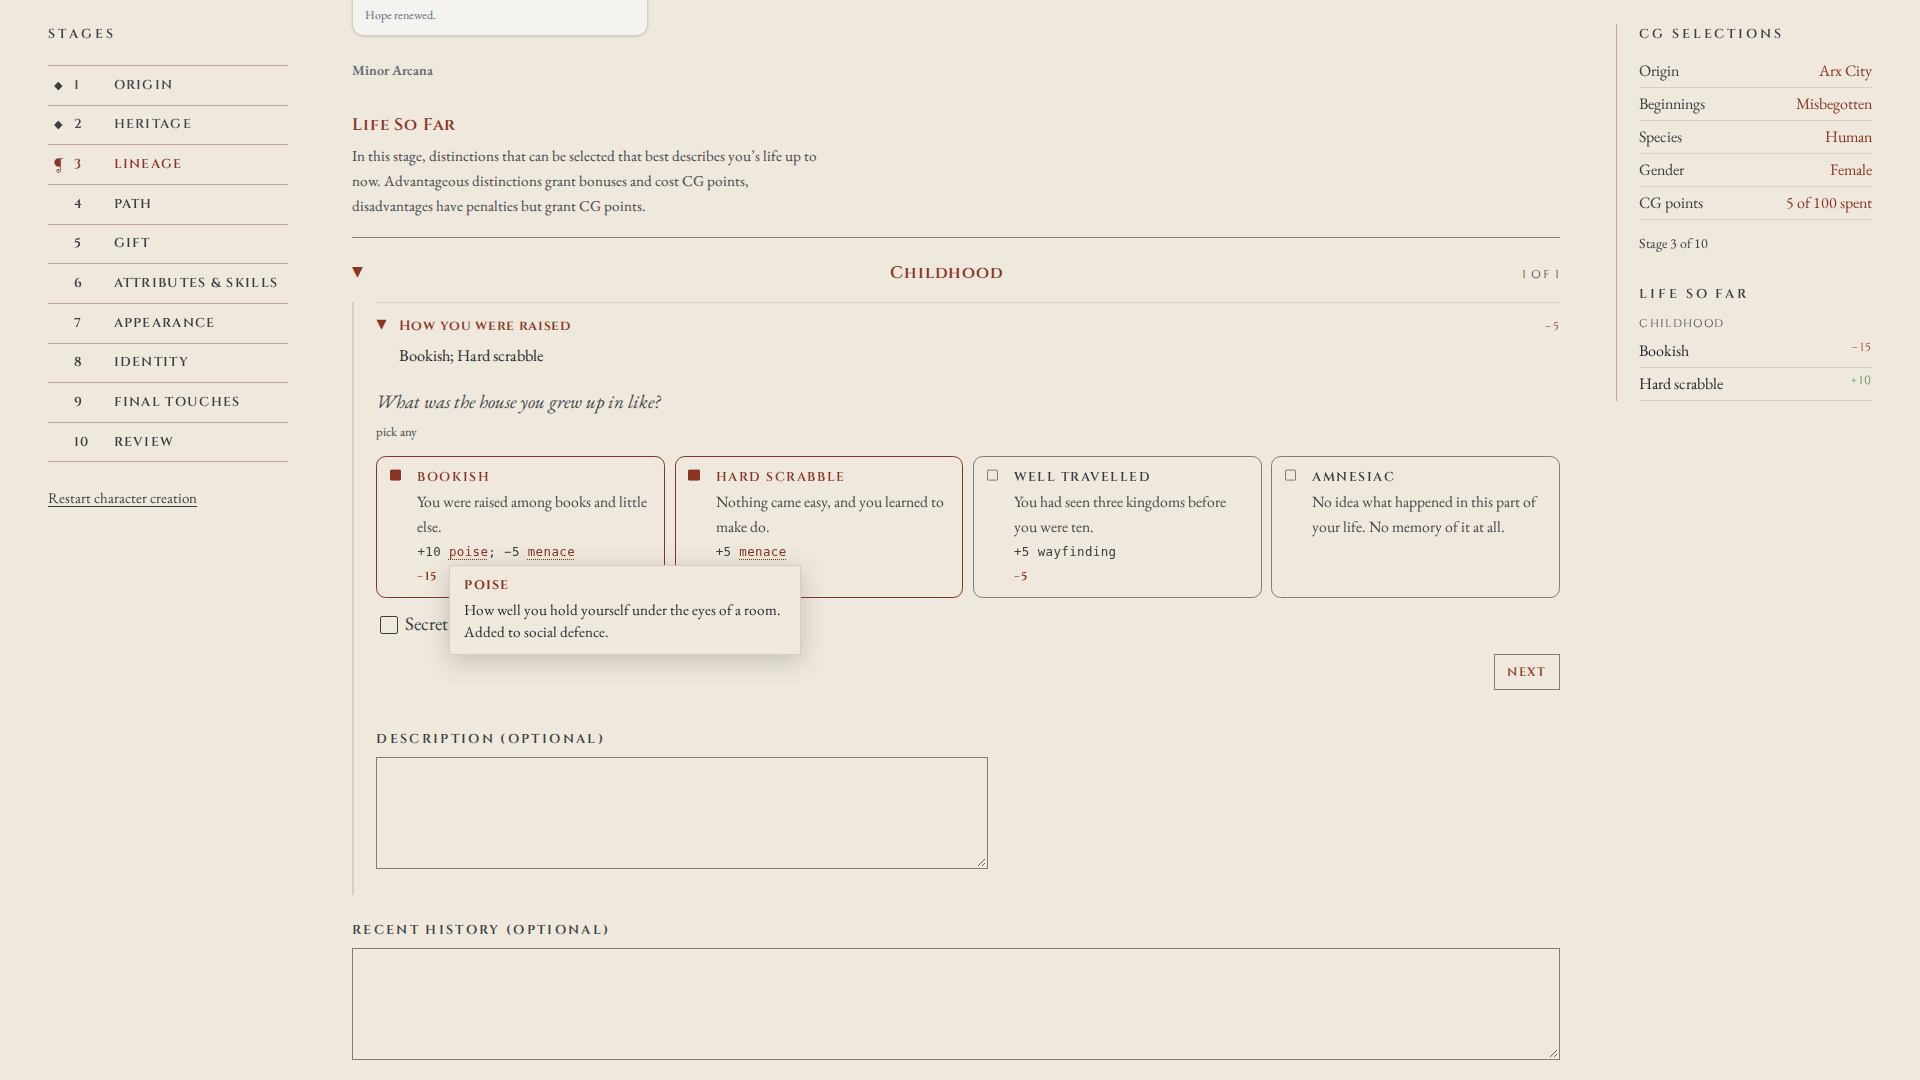 STAGES
◆ 1 ORIGIN
◆ 2 HERITAGE
¶ 3 LINEAGE
4 PATH
5 GIFT
6 ATTRIBUTES & SKILLS
7 APPEARANCE
8 IDENTITY
9 FINAL TOUCHES
10 REVIEW
Restart character creation
Hope renewed.
Minor Arcana
LIFE SO FAR
In this stage, distinctions that can be selected that best describes you's life up to
now. Advantageous distinctions grant bonuses and cost CG points,
disadvantages have penalties but grant CG points.
▼ CHILDHOOD 1 OF 1
▼ HOW YOU WERE RAISED −5
Bookish; Hard scrabble
What was the house you grew up in like?
pick any
BOOKISH
You were raised among books and little
else.
+10 poise; −5 menace
−15
HARD SCRABBLE
Nothing came easy, and you learned to
make do.
+5 menace
WELL TRAVELLED
You had seen three kingdoms before
you were ten.
+5 wayfinding
−5
AMNESIAC
No idea what happened in this part of
your life. No memory of it at all.
POISE
How well you hold yourself under the eyes of a room.
Added to social defence.
Secret
NEXT
DESCRIPTION (OPTIONAL)
RECENT HISTORY (OPTIONAL)
CG SELECTIONS
Origin Arx City
Beginnings Misbegotten
Species Human
Gender Female
CG points 5 of 100 spent
Stage 3 of 10
LIFE SO FAR
CHILDHOOD
Bookish −15
Hard scrabble +10